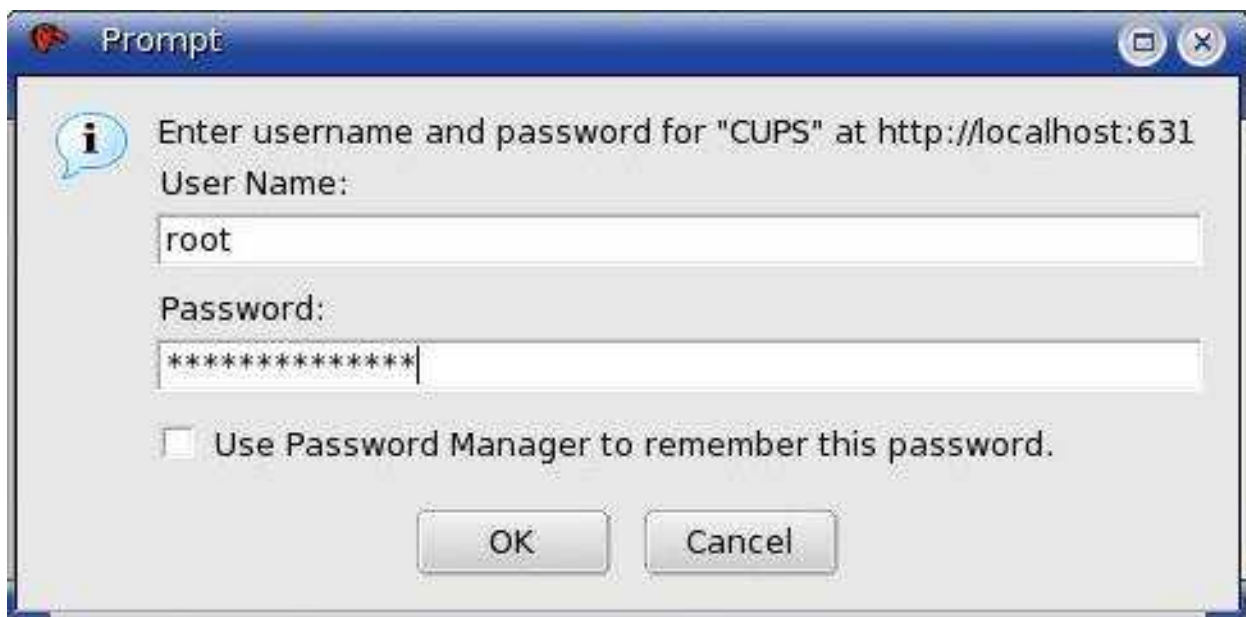 Prompt
Enter username and password for "CUPS" at http://localhost:631
User Name:
root
Password:
**************
Use Password Manager to remember this password.
OK
Cancel